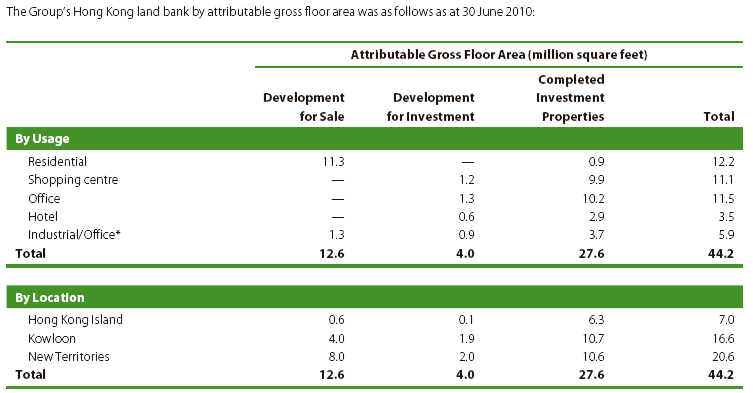 The Group's Hong Kong land bank by attributable gross floor area was as follows as at 30 June 2010:
Attributable Gross Floor Area (million square feet)
Development for Sale Development for Investment Completed Investment Properties Total
By Usage
Residential 11.3 — 0.9 12.2
Shopping centre — 1.2 9.9 11.1
Office — 1.3 10.2 11.5
Hotel — 0.6 2.9 3.5
Industrial/Office* 1.3 0.9 3.7 5.9
Total 12.6 4.0 27.6 44.2
By Location
Hong Kong Island 0.6 0.1 6.3 7.0
Kowloon 4.0 1.9 10.7 16.6
New Territories 8.0 2.0 10.6 20.6
Total 12.6 4.0 27.6 44.2